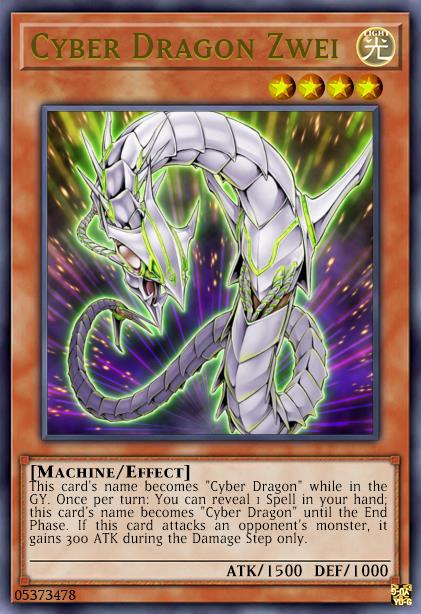 Cyber Dragon Zwei
LIGHT
光
[Machine/Effect]
This card's name becomes "Cyber Dragon" while in the
GY. Once per turn: You can reveal 1 Spell in your hand;
this card's name becomes "Cyber Dragon" until the End
Phase. If this card attacks an opponent's monster, it
gains 300 ATK during the Damage Step only.
ATK/1500 DEF/1000
05373478